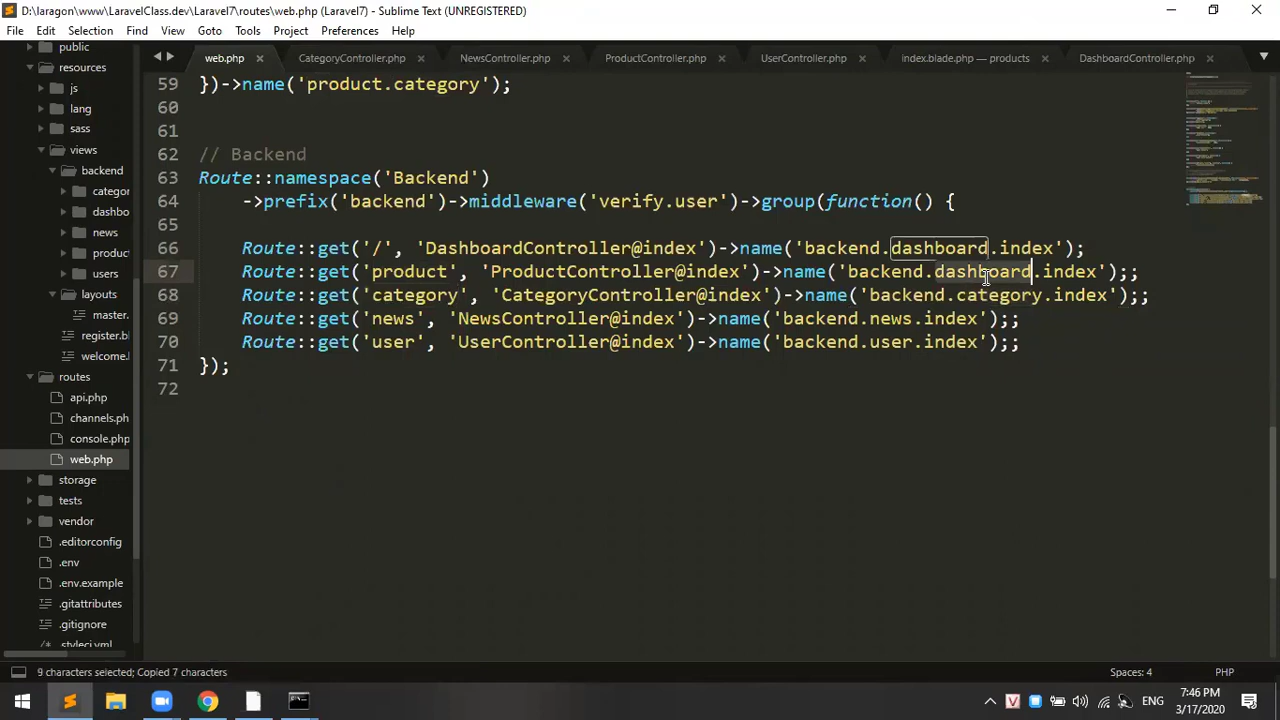 D:\laragon\www\LaravelClass.dev\Laravel7\routes\web.php (Laravel7) - Sublime Text (UNREGISTERED)
File Edit Selection Find View Goto Tools Project Preferences Help
web.php CategoryController.php NewsController.php ProductController.php UserController.php index.blade.php — products DashboardController.php
public
resources
js
lang
sass
views
backend
categor
dashbo
news
produc
users
layouts
master.
register.b
welcome.
routes
api.php
channels.ph
console.php
web.php
storage
tests
vendor
.editorconfig
.env
.env.example
.gitattributes
.gitignore
.styleci.yml
59 })->name('product.category');
60
61
62 // Backend
63 Route::namespace('Backend')
64 ->prefix('backend')->middleware('verify.user')->group(function() {
65
66 Route::get('/', 'DashboardController@index')->name('backend.dashboard.index');
67 Route::get('product', 'ProductController@index')->name('backend.dashboard.index');;
68 Route::get('category', 'CategoryController@index')->name('backend.category.index');;
69 Route::get('news', 'NewsController@index')->name('backend.news.index');;
70 Route::get('user', 'UserController@index')->name('backend.user.index');;
71 });
72
9 characters selected; Copied 7 characters Spaces: 4 PHP
ENG 7:46 PM
3/17/2020